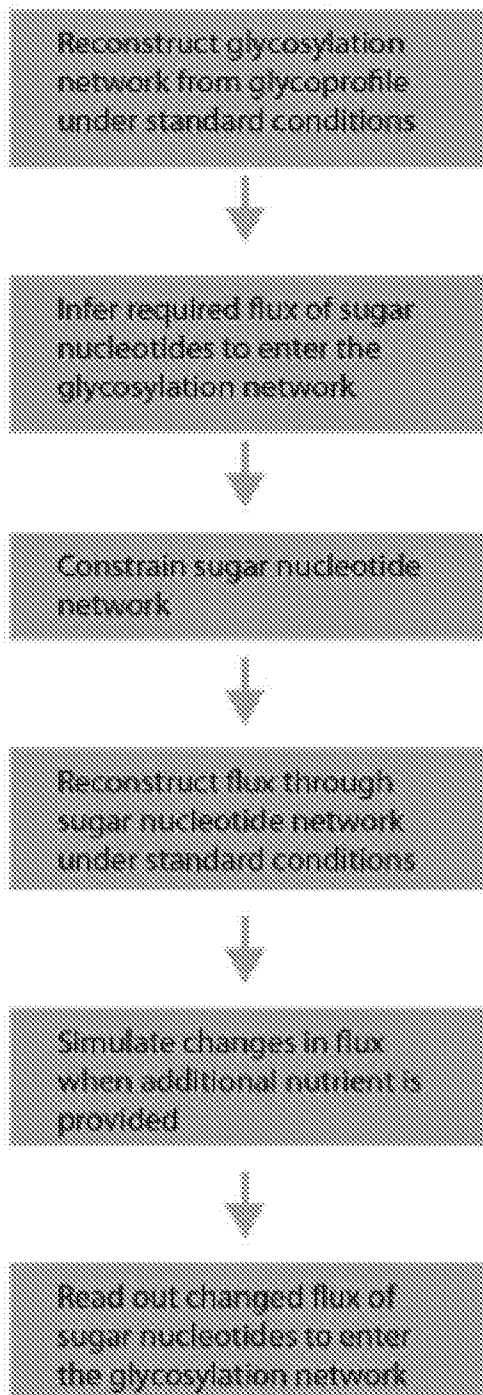 Reconstruct glycosylation
network from glycoprofile
under standard conditions
Infer required flux of sugar
nucleotides to enter the
glycosylation network
Constrain sugar nucleotide
network
Reconstruct flux through
sugar nucleotide network
under standard conditions
Simulate changes in flux
when additional nutrient is
provided
Read out changed flux of
sugar nucleotides to enter
the glycosylation network